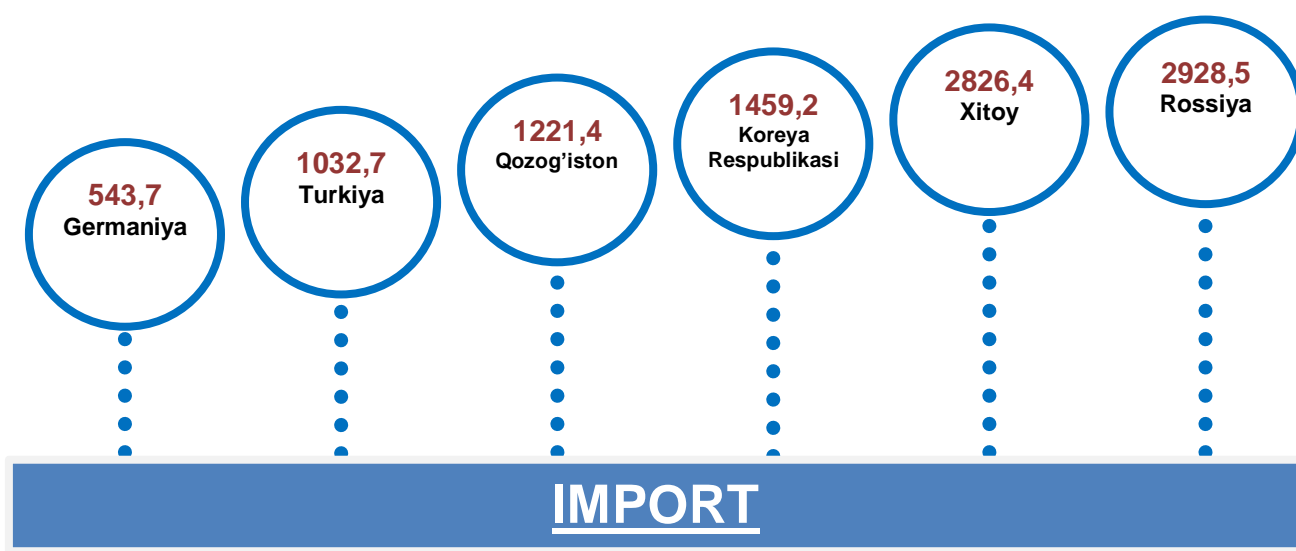 543,7
Germaniya
1032,7
Turkiya
1221,4
Qozog’iston
1459,2
Koreya
Respublikasi
2826,4
Xitoy
2928,5
Rossiya
IMPORT